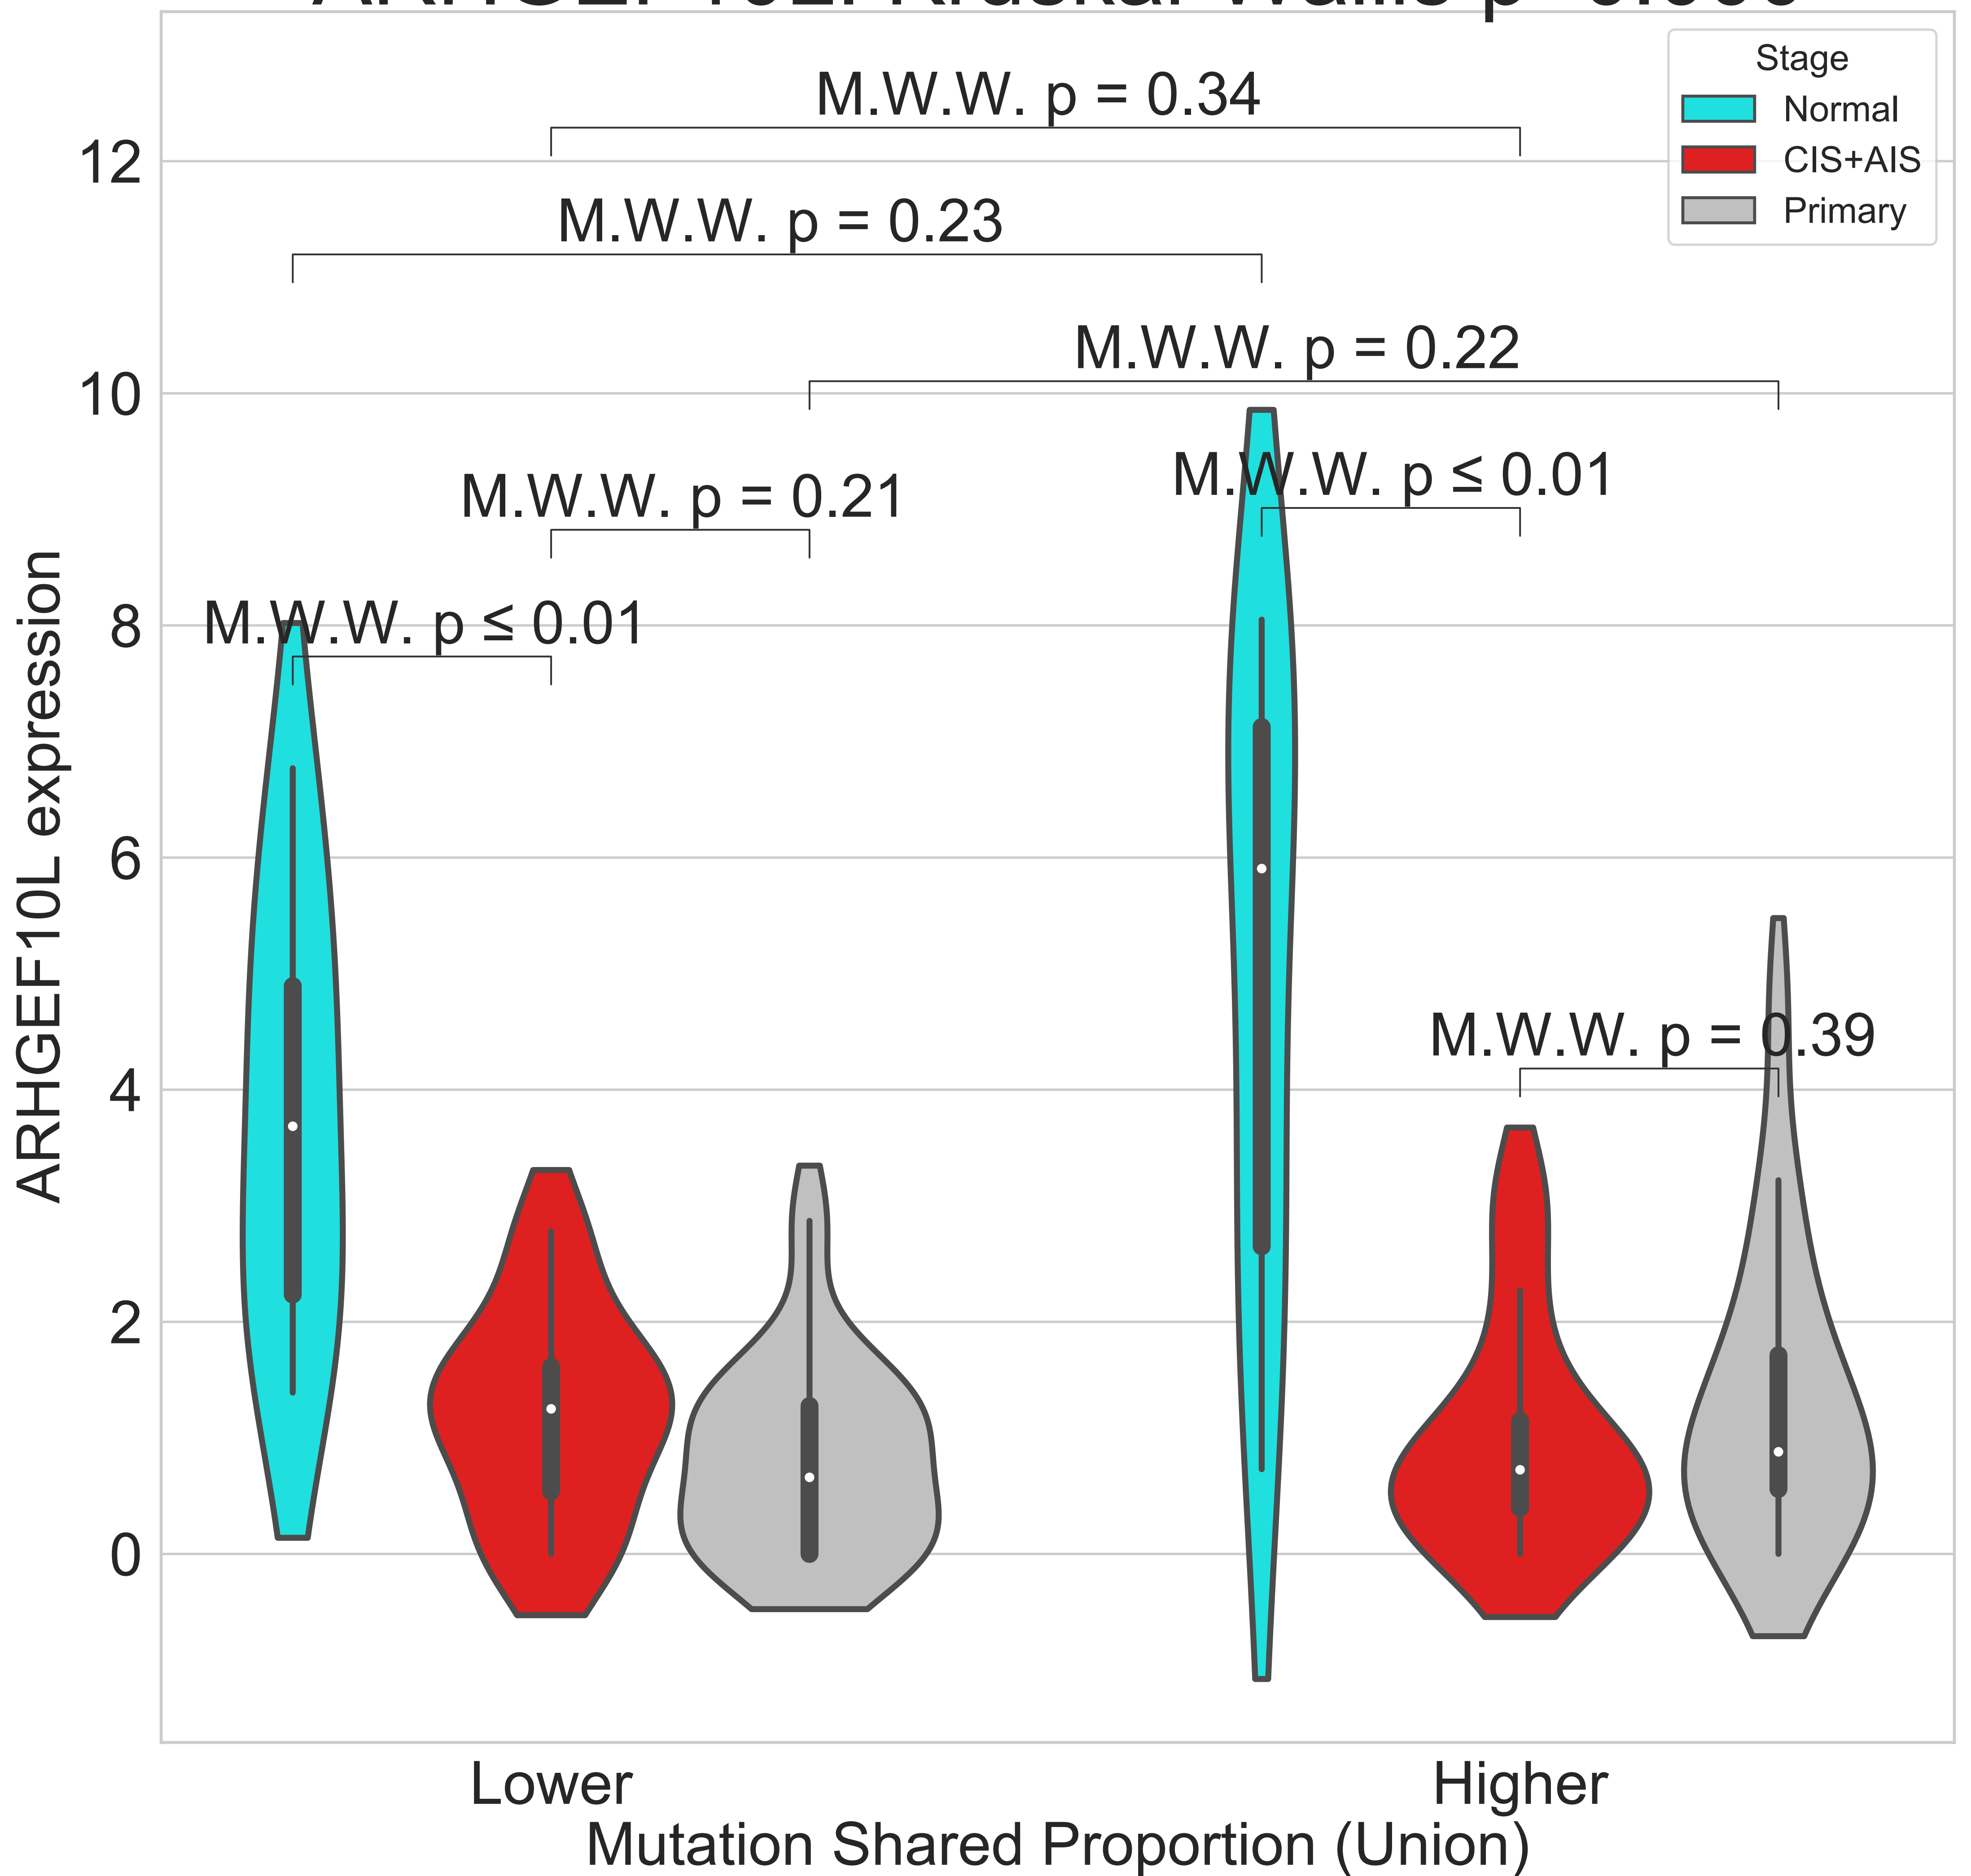 Stage
Normal
CIS+AIS
Primary
M.W.W. p = 0.34
M.W.W. p = 0.23
M.W.W. p = 0.22
M.W.W. p ≤ 0.01
M.W.W. p = 0.21
M.W.W. p ≤ 0.01
M.W.W. p = 0.39
12
10
8
6
4
2
0
ARHGEF10L expression
Lower
Higher
Mutation Shared Proportion (Union)